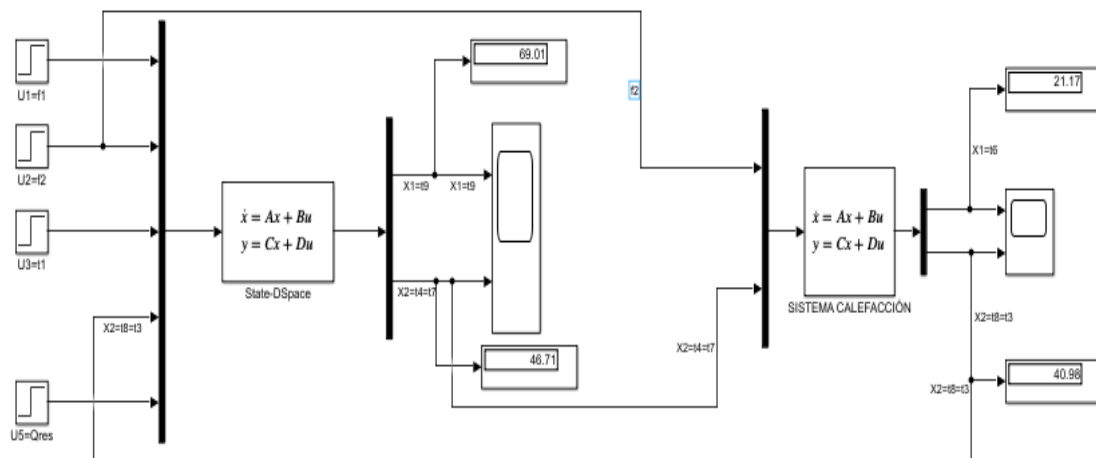 U1=f1
U2=f2
U3=t1
X2=t8=t3
U5=Qres
ẋ = Ax + Bu
y = Cx + Du
State-DSpace
69.01
X1=t9
X1=t9
X2=t4=t7
46.71
f2
X2=t4=t7
ẋ = Ax + Bu
y = Cx + Du
SISTEMA CALEFACCIÓN
21.17
X1=t6
X2=t8=t3
X2=t8=t3
40.98